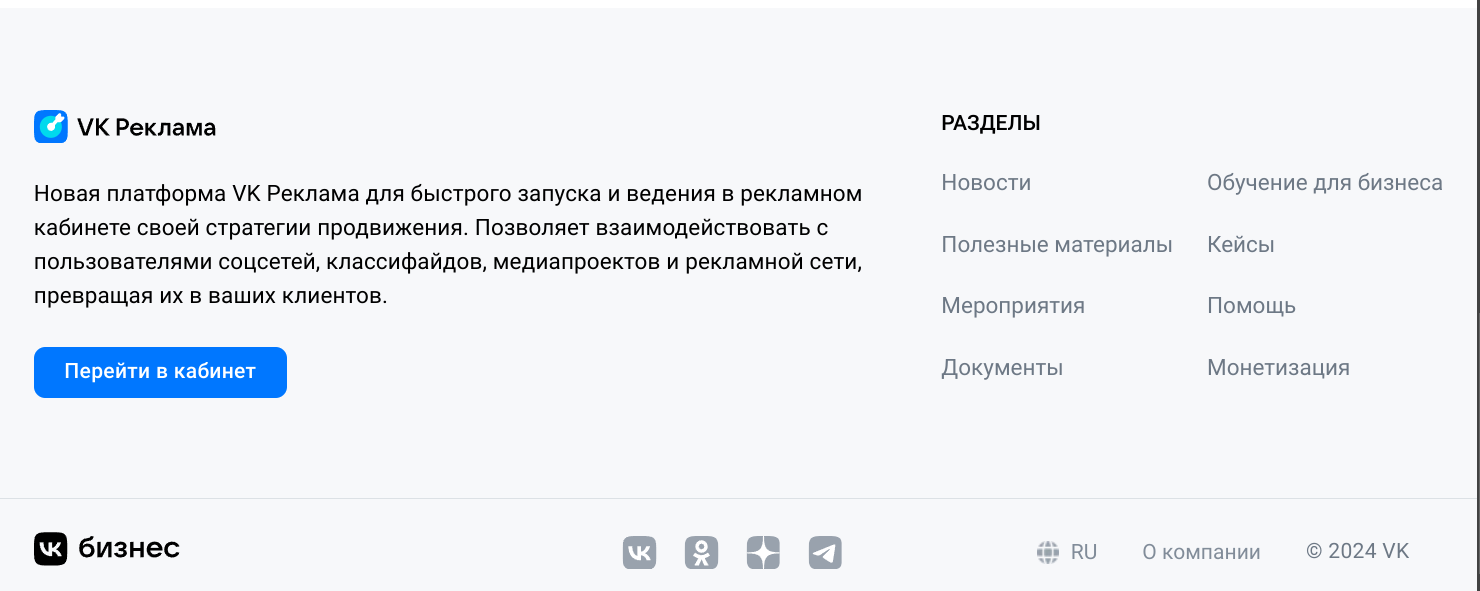 VK Реклама
Новая платформа VK Реклама для быстрого запуска и ведения в рекламном
кабинете своей стратегии продвижения. Позволяет взаимодействовать с
пользователями соцсетей, классифайдов, медиапроектов и рекламной сети,
превращая их в ваших клиентов.
Перейти в кабинет
РАЗДЕЛЫ
Новости
Обучение для бизнеса
Полезные материалы
Кейсы
Мероприятия
Помощь
Документы
Монетизация
VK бизнес
RU
О компании
© 2024 VK